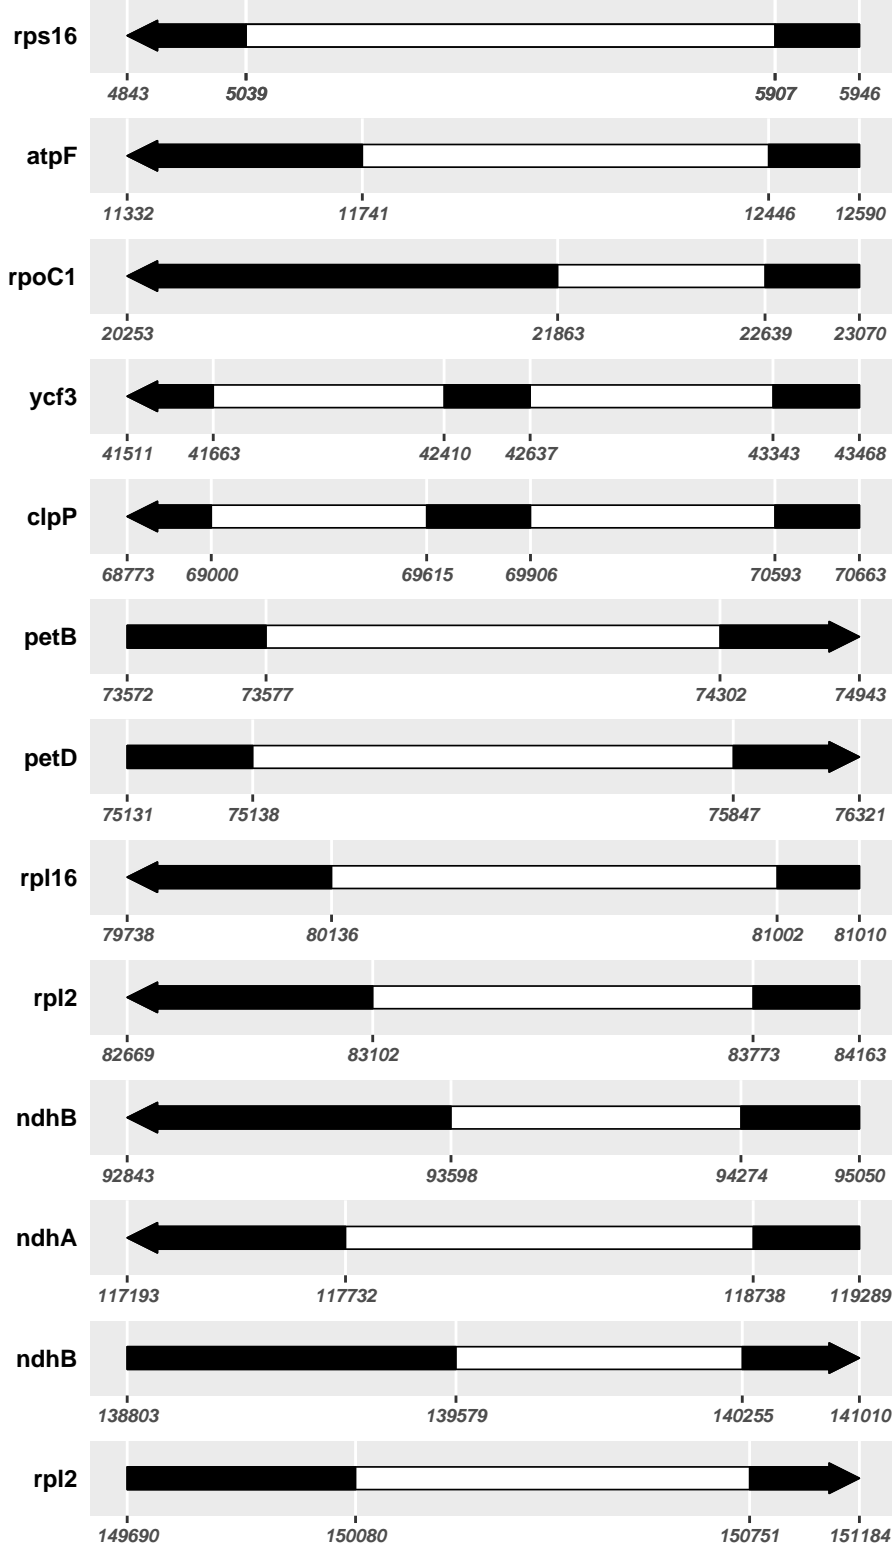 rps16
4843 5039 5907 5946
atpF
11332 11741 12446 12590
rpoC1
20253 21863 22639 23070
ycf3
41511 41663 42410 42637 43343 43468
clpP
68773 69000 69615 69906 70593 70663
petB
73572 73577 74302 74943
petD
75131 75138 75847 76321
rpl16
79738 80136 81002 81010
rpl2
82669 83102 83773 84163
ndhB
92843 93598 94274 95050
ndhA
117193 117732 118738 119289
ndhB
138803 139579 140255 141010
rpl2
149690 150080 150751 151184